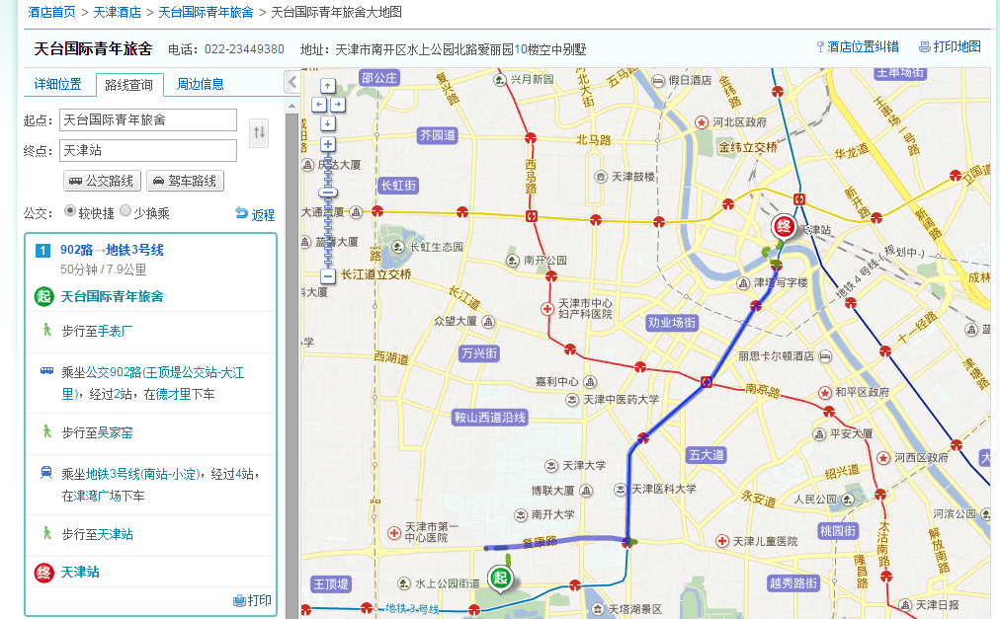 酒店首页 > 天津酒店 > 天台国际青年旅舍 > 天台国际青年旅舍大地图
天台国际青年旅舍 电话：022-23449380 地址：天津市南开区水上公园北路爱丽园10楼空中别墅
酒店位置纠错 打印地图
详细位置 路线查询 周边信息
起点： 天台国际青年旅舍
终点： 天津站
公交路线 驾车路线
公交： 较快捷 少换乘 返程
1 902路→地铁3号线
50分钟 / 7.9公里
起 天台国际青年旅舍
步行至手表厂
乘坐公交902路(王顶堤公交站-大江
里)，经过2站，在德才里下车
步行至吴家窑
乘坐地铁3号线(南站-小淀)，经过4站，
在津湾广场下车
步行至天津站
终 天津站
打印
邵公庄
复兴路
兴月新园
北马路
五马路
假日酒店
金纬路
王串场街
王串场一号路
河北区政府
芥园道
北马路
金纬立交桥
华龙道
卫国道
西马路
天津鼓楼
长虹街
新开路
新阔路
终
天津站
长虹生态园
南开公园
长江道立交桥
津塔写字楼
地铁4号线（规划中）
成林
长江道
天津市中心
妇产科医院
众望大厦
劝业场街
十一经路
西湖道
万兴街
丽思卡尔顿酒店
津塘路
嘉利中心
南京路
天津中医药大学
和平区政府
鞍山西道沿线
平安大厦
五大道
河西区政府
天津大学
绍兴道
博联大厦
天津医科大学
永安道
人民公园
南开大学
河滨公园
天津市第一
中心医院
复康路
天津儿童医院
桃园街
大沽南路
解放南路
起
隆昌路
王顶堤
水上公园街道
越秀路街
地铁3号线
天塔湖景区
天津日报